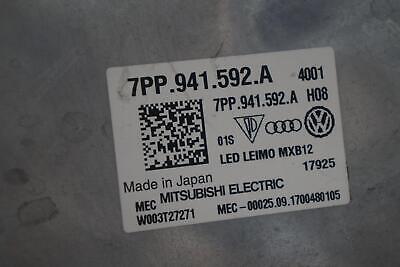 7PP.941.592.A 4001
7PP.941.592.A H08
01S
LED LEIMO MXB12
17925
Made in Japan
MEC MITSUBISHI ELECTRIC
W003T27271 MEC-00025.09.1700480105